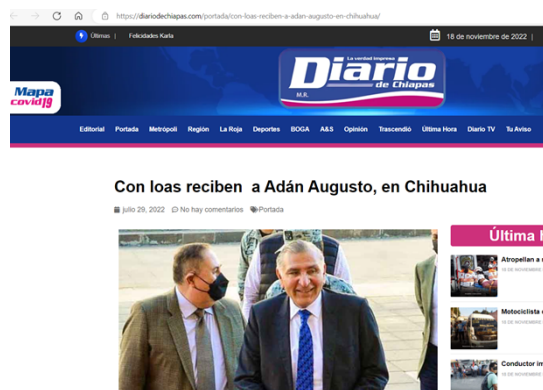 https://diariodechiapas.com/portada/con-loas-reciben-a-adan-augusto-en-chihuahua/
Últimas | Felicidades Karla
18 de noviembre de 2022 |
Mapa
covid19
La verdad impresa
Diario
de Chiapas
M.R.
Editorial Portada Metrópoli Región La Roja Deportes BOGA A&S Opinión Trascendió Última Hora Diario TV Tu Aviso
Con loas reciben a Adán Augusto, en Chihuahua
julio 29, 2022 No hay comentarios Portada
Última
Atropellan a
18 DE NOVIEMBRE
Motociclista
18 DE NOVIEMBRE
Conductor
18 DE NOVIEMBRE